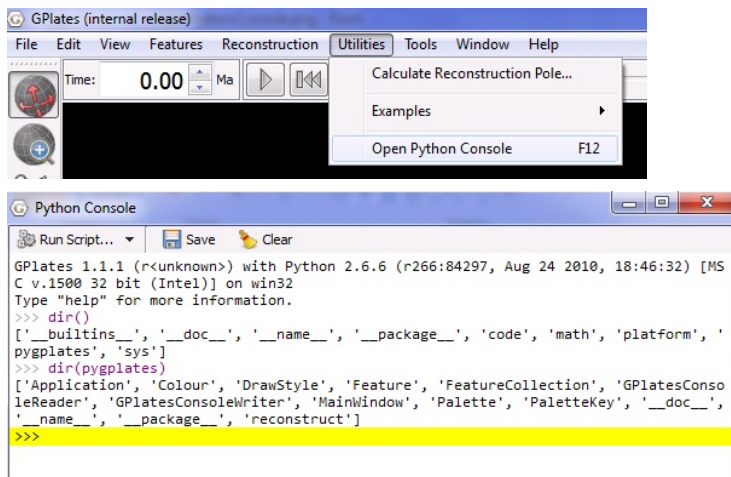 GPlates (internal release)
File Edit View Features Reconstruction Utilities Tools Window Help
Time: 0.00 Ma
Calculate Reconstruction Pole...
Examples
Open Python Console F12
Python Console
Run Script... Save Clear
GPlates 1.1.1 (r<unknown>) with Python 2.6.6 (r266:84297, Aug 24 2010, 18:46:32) [MS
C v.1500 32 bit (Intel)] on win32
Type "help" for more information.
>>> dir()
['__builtins__', '__doc__', '__name__', '__package__', 'code', 'math', 'platform', '
pygplates', 'sys']
>>> dir(pygplates)
['Application', 'Colour', 'DrawStyle', 'Feature', 'FeatureCollection', 'GPlatesConso
leReader', 'GPlatesConsoleWriter', 'MainWindow', 'Palette', 'PaletteKey', '__doc__',
'__name__', '__package__', 'reconstruct']
>>>